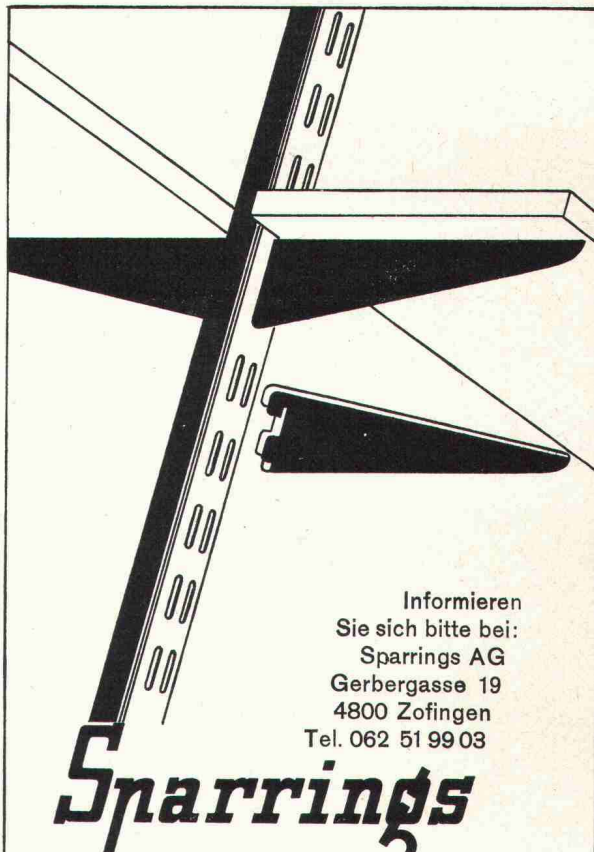 Informieren
Sie sich bitte bei:
Sparrings AG
Gerbergasse 19
4800 Zofingen
Tel. 062 51 99 03
Sparrings